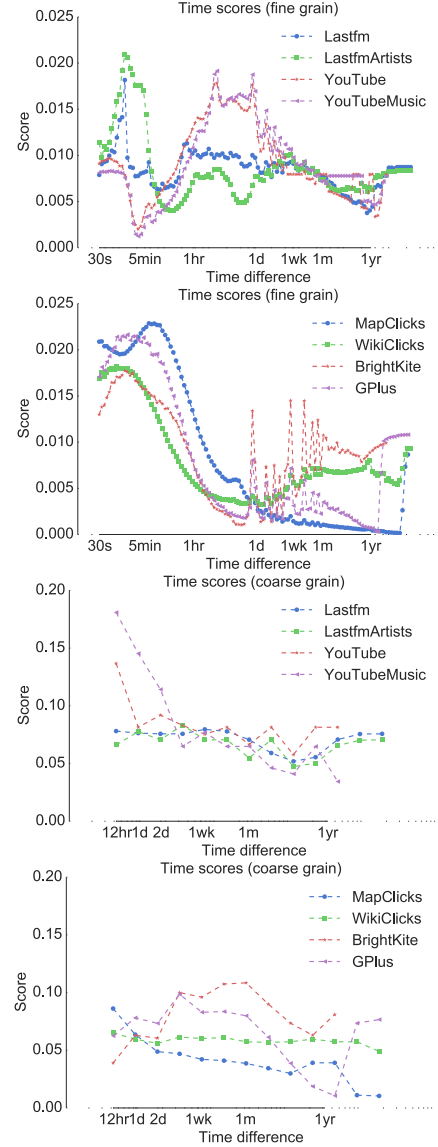 Time scores (fine grain)
Lastfm
LastfmArtists
YouTube
YouTubeMusic
0.025
0.020
0.015
0.010
0.005
0.000
Score
30s 5min 1hr 1d 1wk 1m 1yr
Time difference
Time scores (fine grain)
MapClicks
WikiClicks
BrightKite
GPlus
0.025
0.020
0.015
0.010
0.005
0.000
Score
30s 5min 1hr 1d 1wk 1m 1yr
Time difference
Time scores (coarse grain)
Lastfm
LastfmArtists
YouTube
YouTubeMusic
0.20
0.15
0.10
0.05
0.00
Score
12hr1d 2d 1wk 1m 1yr
Time difference
Time scores (coarse grain)
MapClicks
WikiClicks
BrightKite
GPlus
0.20
0.15
0.10
0.05
0.00
Score
12hr1d 2d 1wk 1m 1yr
Time difference